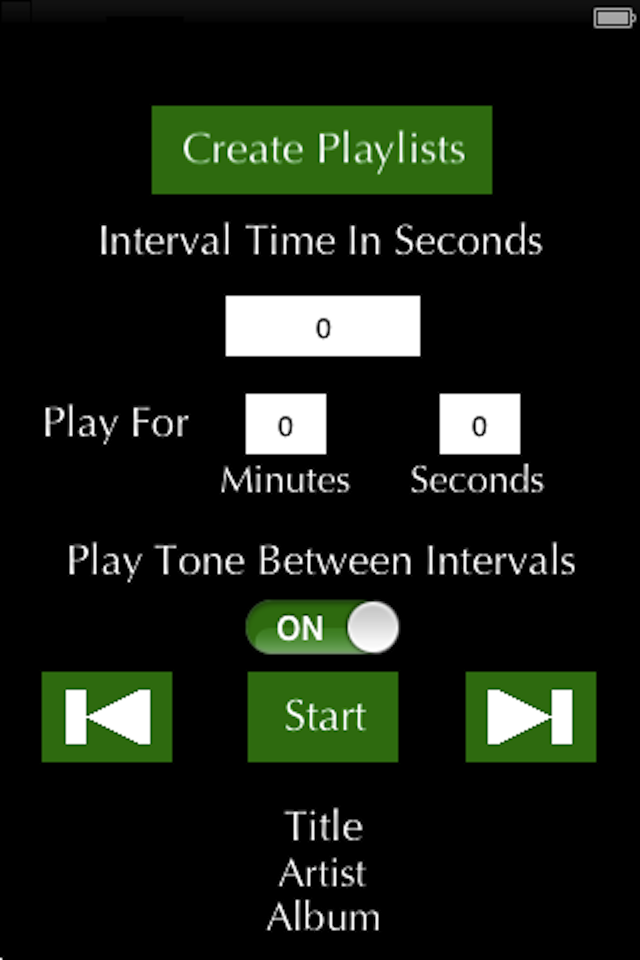 Create Playlists
Interval Time In Seconds
0
Play For 0 0
Minutes Seconds
Play Tone Between Intervals
ON
Start
Title
Artist
Album